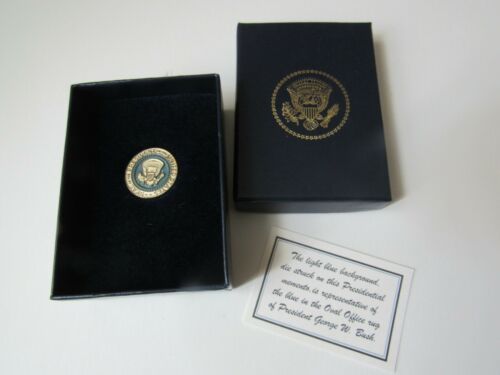 The light blue background,
die struck on this Presidential
memento, is representative of
the blue in the Oval Office rug
of President George W. Bush.